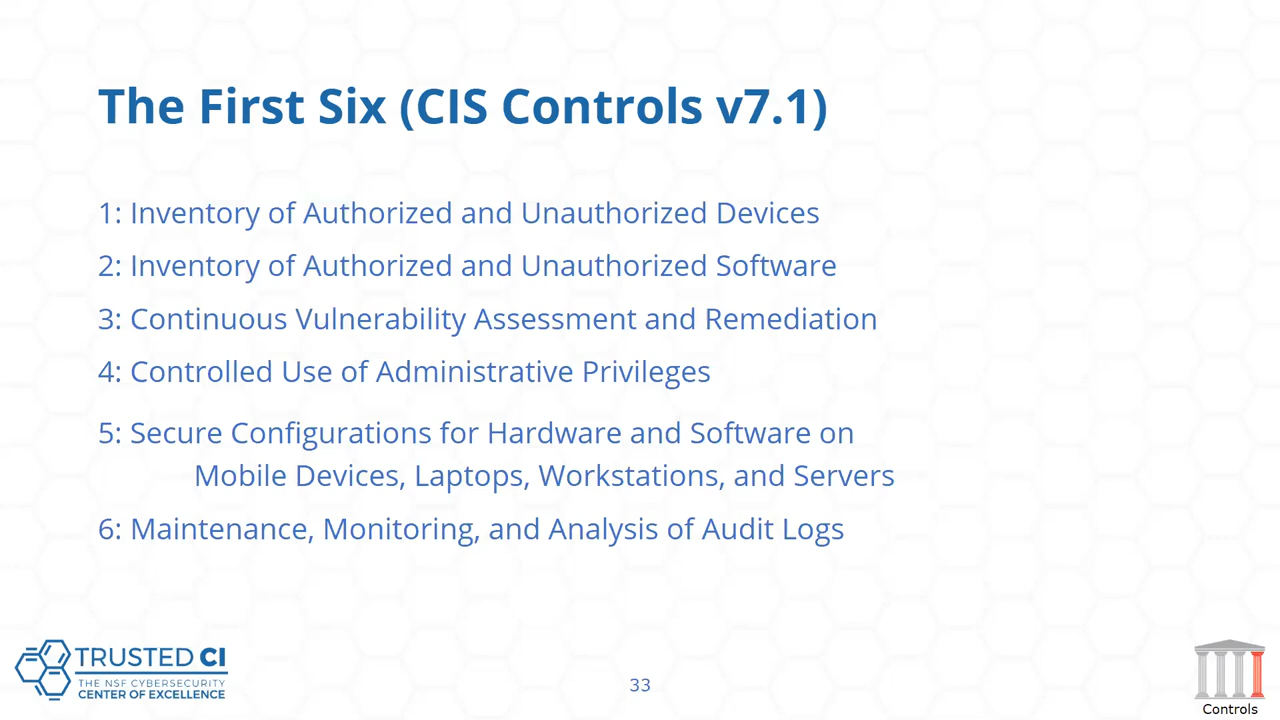 The First Six (CIS Controls v7.1)
1: Inventory of Authorized and Unauthorized Devices
2: Inventory of Authorized and Unauthorized Software
3: Continuous Vulnerability Assessment and Remediation
4: Controlled Use of Administrative Privileges
5: Secure Configurations for Hardware and Software on
Mobile Devices, Laptops, Workstations, and Servers
6: Maintenance, Monitoring, and Analysis of Audit Logs
TRUSTED CI
THE NSF CYBERSECURITY
CENTER OF EXCELLENCE
33
Controls